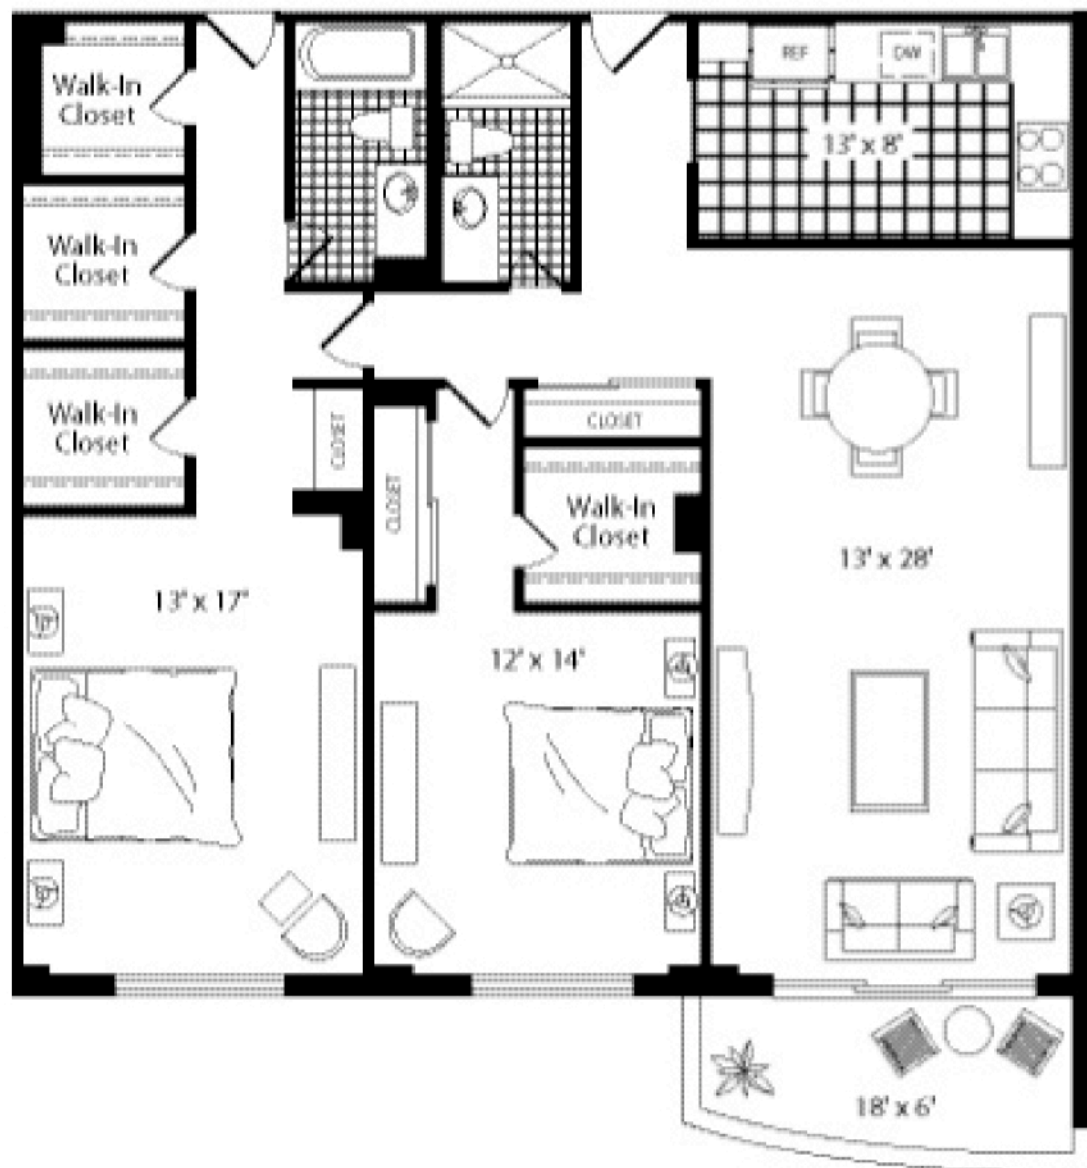 Walk-In
Closet
REF
DW
13' x 8'
Walk-In
Closet
Walk-In
Closet
CLOSET
CLOSET
CLOSET
Walk-In
Closet
13' x 28'
13' x 17'
12' x 14'
18' x 6'